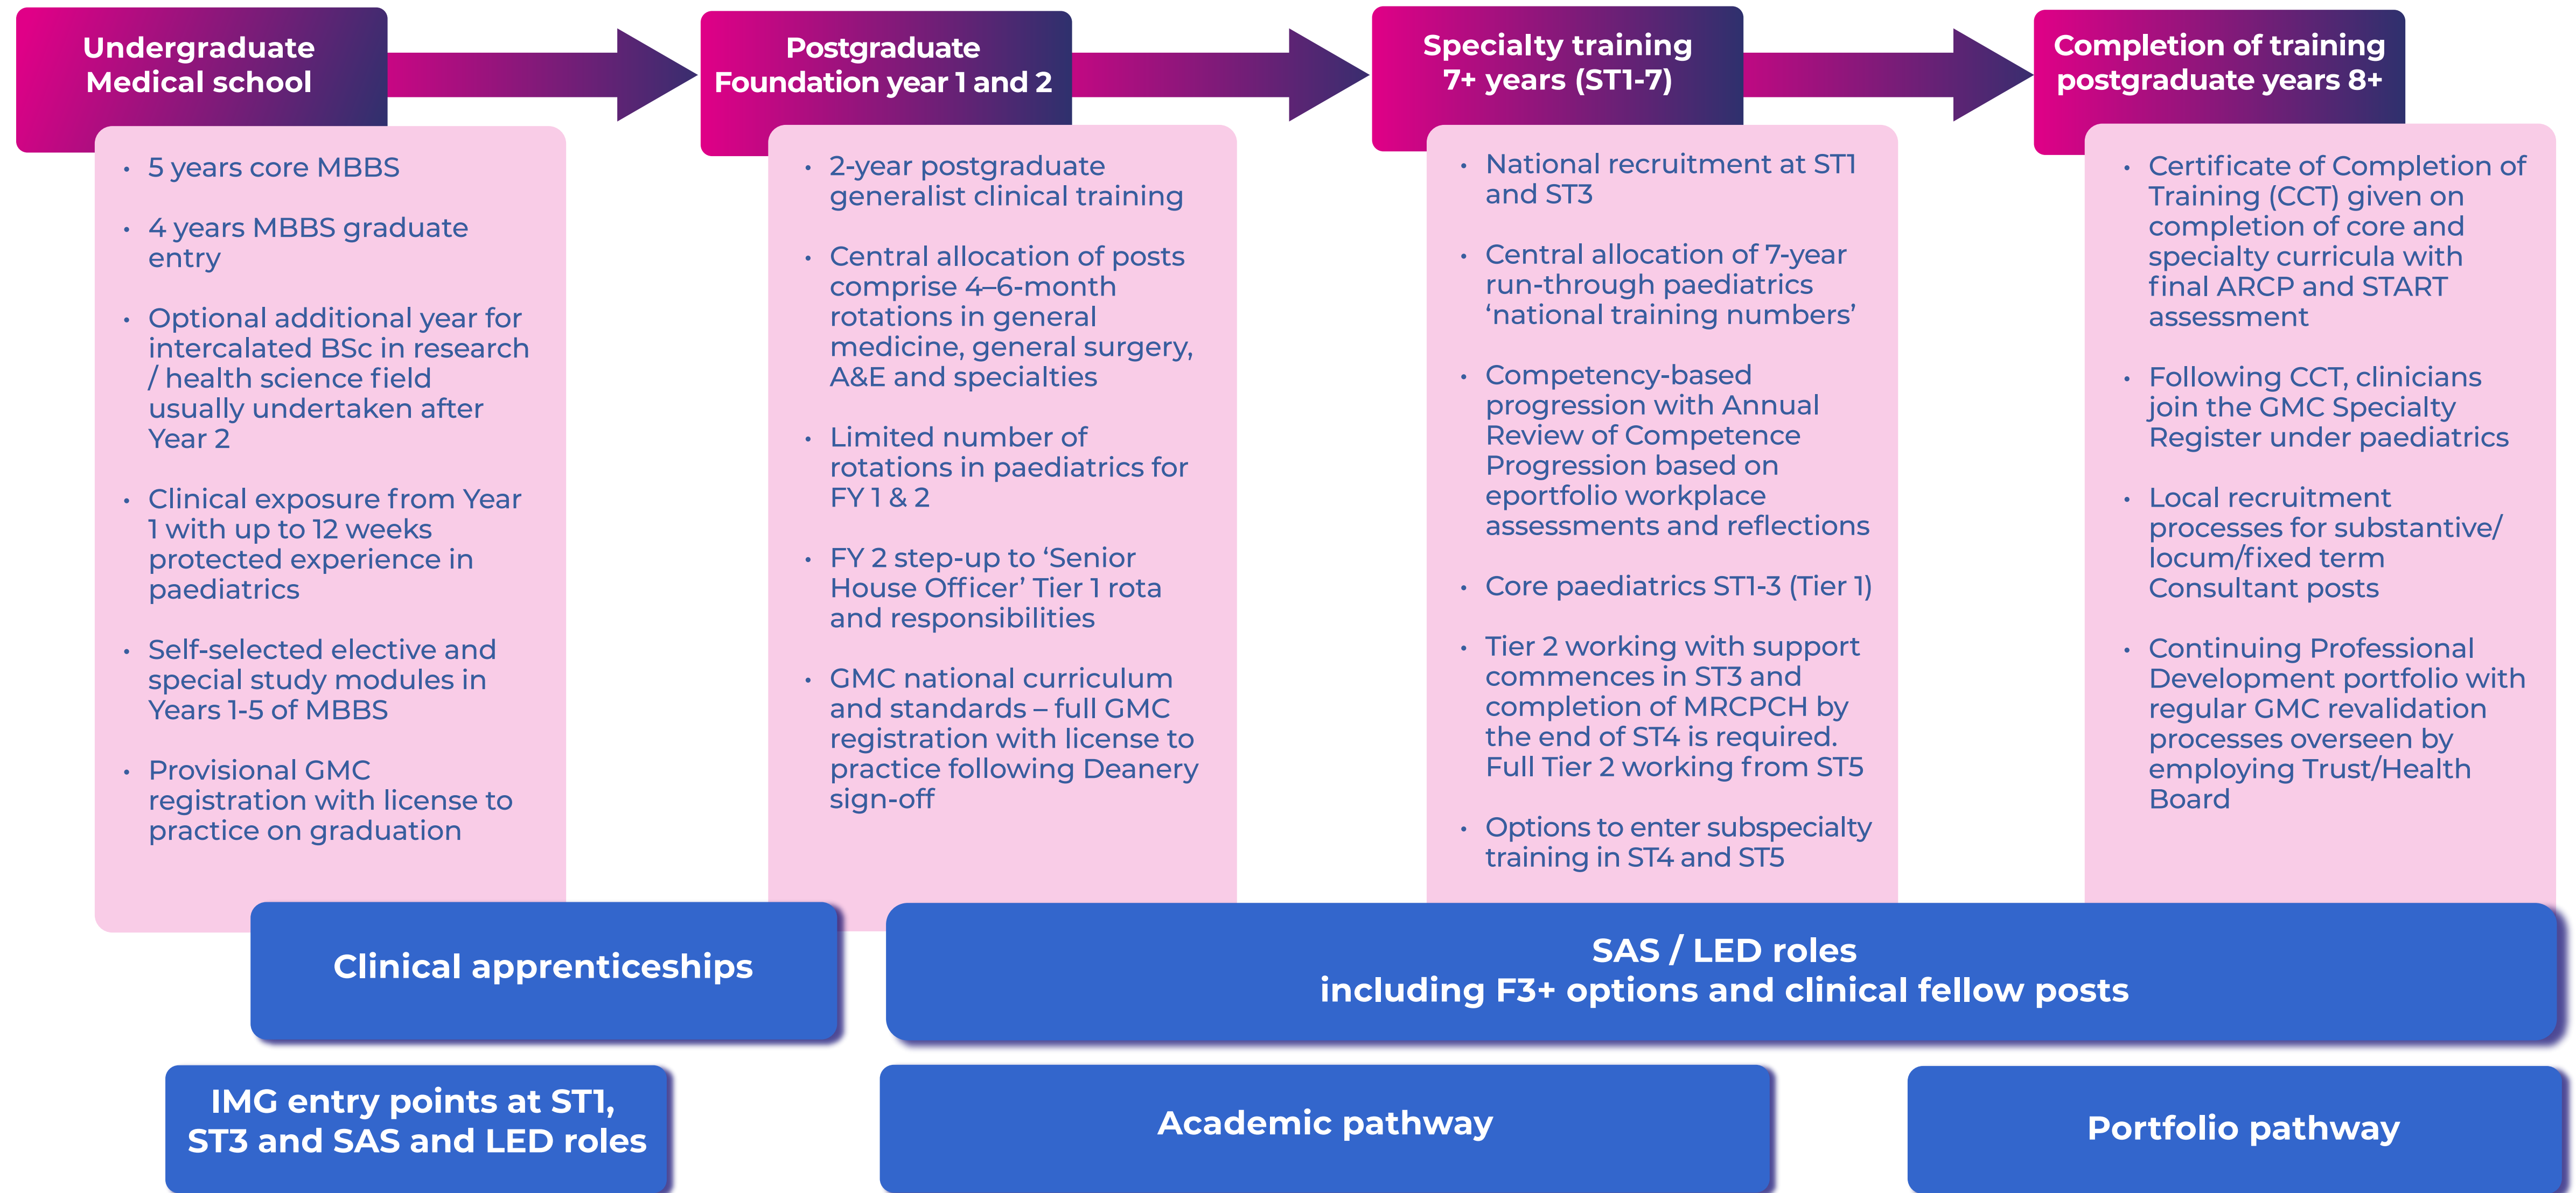 Undergraduate
Medical school
• 5 years core MBBS
• 4 years MBBS graduate
entry
• Optional additional year for
intercalated BSc in research
/ health science field
usually undertaken after
Year 2
• Clinical exposure from Year
1 with up to 12 weeks
protected experience in
paediatrics
• Self-selected elective and
special study modules in
Years 1-5 of MBBS
• Provisional GMC
registration with license to
practice on graduation
Postgraduate
Foundation year 1 and 2
• 2-year postgraduate
generalist clinical training
• Central allocation of posts
comprise 4–6-month
rotations in general
medicine, general surgery,
A&E and specialties
• Limited number of
rotations in paediatrics for
FY 1 & 2
• FY 2 step-up to ‘Senior
House Officer’ Tier 1 rota
and responsibilities
• GMC national curriculum
and standards – full GMC
registration with license to
practice following Deanery
sign-off
Specialty training
7+ years (ST1-7)
• National recruitment at ST1
and ST3
• Central allocation of 7-year
run-through paediatrics
‘national training numbers’
• Competency-based
progression with Annual
Review of Competence
Progression based on
eportfolio workplace
assessments and reflections
• Core paediatrics ST1-3 (Tier 1)
• Tier 2 working with support
commences in ST3 and
completion of MRCPCH by
the end of ST4 is required.
Full Tier 2 working from ST5
• Options to enter subspecialty
training in ST4 and ST5
Completion of training
postgraduate years 8+
• Certificate of Completion of
Training (CCT) given on
completion of core and
specialty curricula with
final ARCP and START
assessment
• Following CCT, clinicians
join the GMC Specialty
Register under paediatrics
• Local recruitment
processes for substantive/
locum/fixed term
Consultant posts
• Continuing Professional
Development portfolio with
regular GMC revalidation
processes overseen by
employing Trust/Health
Board
Clinical apprenticeships
SAS / LED roles
including F3+ options and clinical fellow posts
IMG entry points at ST1,
ST3 and SAS and LED roles
Academic pathway
Portfolio pathway